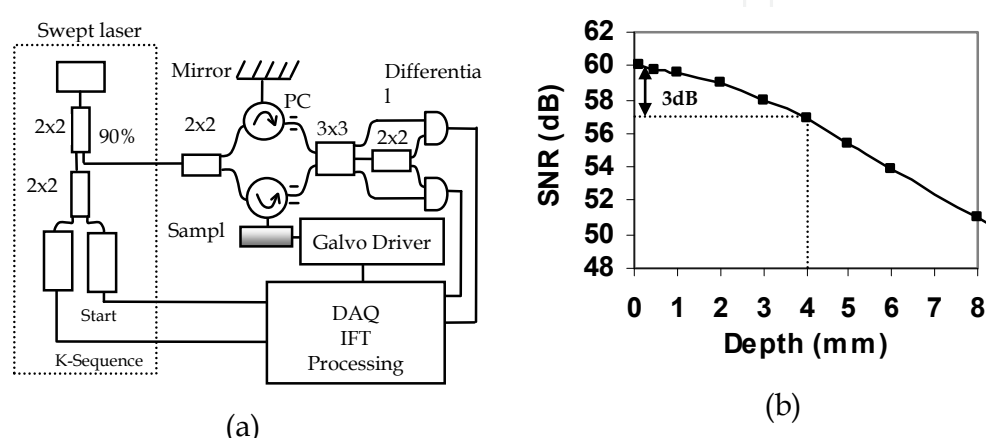 Swept laser
2x2
90%
2x2
Start
K-Sequence
Mirror
PC
2x2
3x3
2x2
Differentia
l
Sampl
Galvo Driver
DAQ
IFT
Processing
(a)
62
60
58
56
54
52
50
48
SNR (dB)
3dB
0 1 2 3 4 5 6 7 8
Depth (mm)
(b)